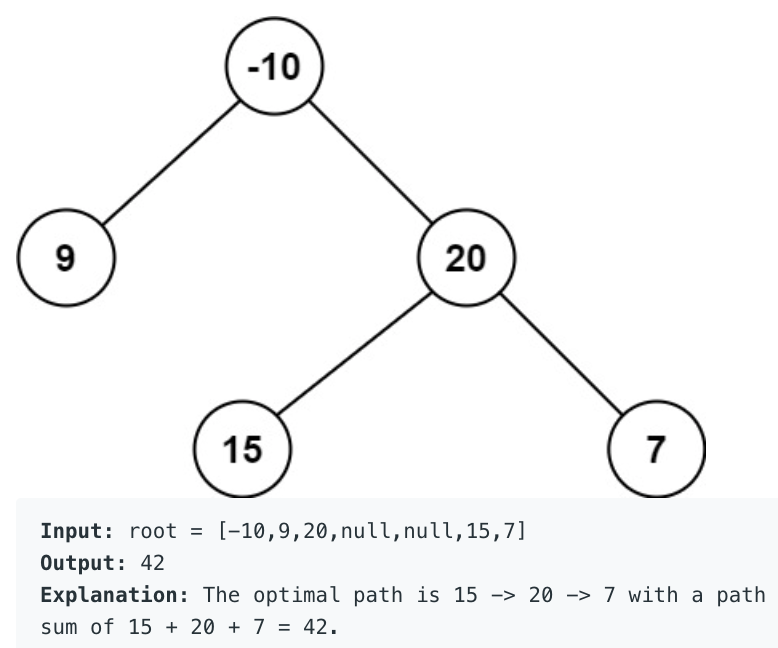 -10
9
20
15
7
Input: root = [-10,9,20,null,null,15,7]
Output: 42
Explanation: The optimal path is 15 -> 20 -> 7 with a path
sum of 15 + 20 + 7 = 42.